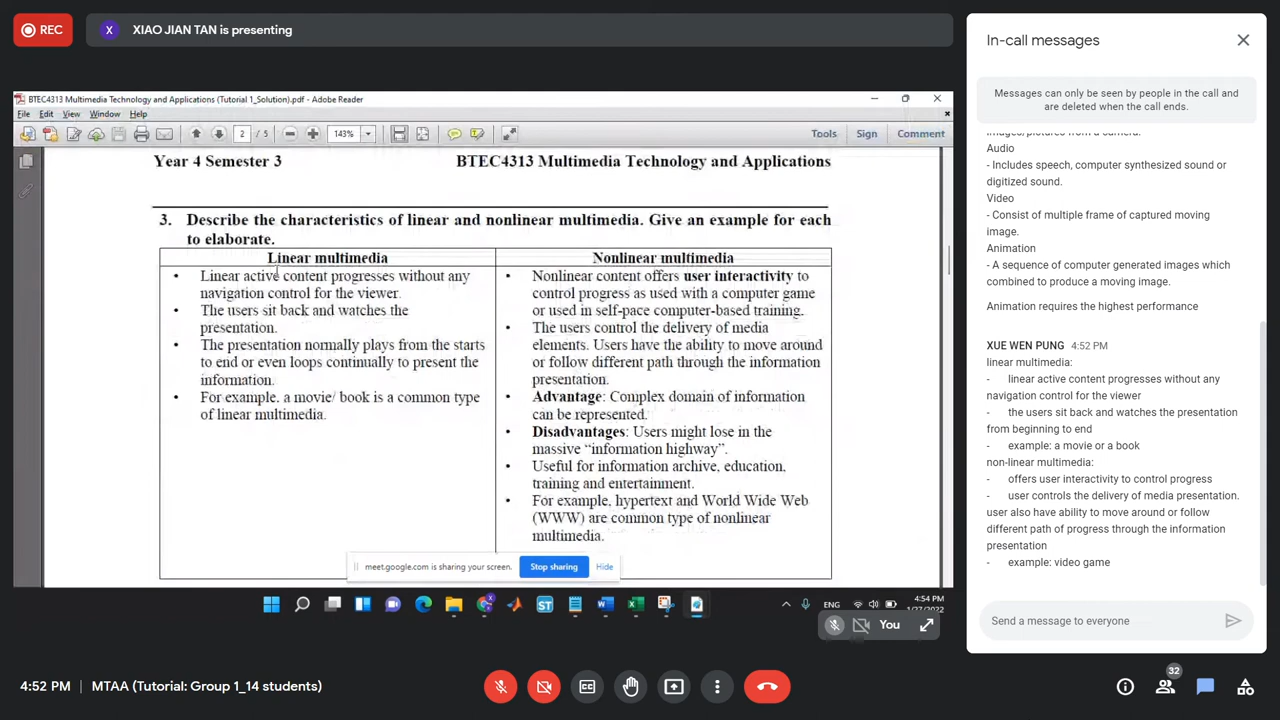 REC
X
XIAO JIAN TAN is presenting
BTEC4313 Multimedia Technology and Applications (Tutorial 1_Solution).pdf - Adobe Reader
File Edit View Window Help
2 / 5
143%
Tools
Sign
Comment
Year 4 Semester 3
BTEC4313 Multimedia Technology and Applications
3. Describe the characteristics of linear and nonlinear multimedia. Give an example for each
to elaborate.
Linear multimedia
• Linear active content progresses without any
navigation control for the viewer.
• The users sit back and watches the
presentation.
• The presentation normally plays from the starts
to end or even loops continually to present the
information.
• For example, a movie/ book is a common type
of linear multimedia.
Nonlinear multimedia
• Nonlinear content offers user interactivity to
control progress as used with a computer game
or used in self-pace computer-based training.
• The users control the delivery of media
elements. Users have the ability to move around
or follow different path through the information
presentation.
• Advantage: Complex domain of information
can be represented.
• Disadvantages: Users might lose in the
massive “information highway”.
• Useful for information archive, education,
training and entertainment.
• For example, hypertext and World Wide Web
(WWW) are common type of nonlinear
multimedia.
meet.google.com is sharing your screen.
Stop sharing
Hide
ST
ENG
4:54 PM
1/27/2022
You
4:52 PM | MTAA (Tutorial: Group 1_14 students)
In-call messages
Messages can only be seen by people in the call and
are deleted when the call ends.
Images/pictures from a camera.
Audio
- Includes speech, computer synthesized sound or
digitized sound.
Video
- Consist of multiple frame of captured moving
image.
Animation
- A sequence of computer generated images which
combined to produce a moving image.
Animation requires the highest performance
XUE WEN PUNG 4:52 PM
linear multimedia:
- linear active content progresses without any
navigation control for the viewer
- the users sit back and watches the presentation
from beginning to end
- example: a movie or a book
non-linear multimedia:
- offers user interactivity to control progress
- user controls the delivery of media presentation.
user also have ability to move around or follow
different path of progress through the information
presentation
- example: video game
Send a message to everyone
32